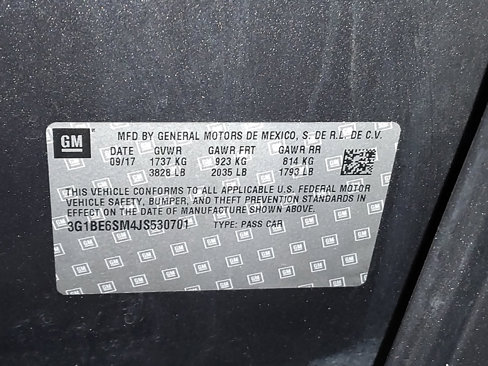 GM
MFD BY GENERAL MOTORS DE MEXICO, S. DE R.L. DE C.V.
DATE GVWR GAWR FRT GAWR RR
09/17 1737 KG 923 KG 814 KG
3828 LB 2035 LB 1793 LB
THIS VEHICLE CONFORMS TO ALL APPLICABLE U.S. FEDERAL MOTOR
VEHICLE SAFETY, BUMPER, AND THEFT PREVENTION STANDARDS IN
EFFECT ON THE DATE OF MANUFACTURE SHOWN ABOVE.
3G1BE6SM4JS530701 TYPE: PASS CAR